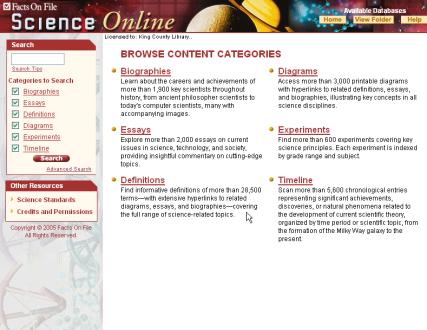 Facts On File
Science Online
Available Databases
Home
View Folder
Help
Licensed to: King County Library..
Search
Search Tips
Categories to Search
Biographies
Essays
Definitions
Diagrams
Experiments
Timeline
Search
Advanced Search
Other Resources
Science Standards
Credits and Permissions
Copyright © 2005 Facts On File
All Rights Reserved.
BROWSE CONTENT CATEGORIES
Biographies
Learn about the careers and achievements of
more than 1,900 key scientists throughout
history, from ancient philosopher scientists to
today's computer scientists, many with
accompanying images.
Essays
Explore more than 2,000 essays on current
issues in science, technology, and society,
providing insightful commentary on cutting-edge
topics.
Definitions
Find informative definitions of more than 28,500
terms—with extensive hyperlinks to related
diagrams, essays, and biographies—covering
the full range of science-related topics.
Diagrams
Access more than 3,000 printable diagrams
with hyperlinks to related definitions, essays,
and biographies, illustrating key concepts in all
science disciplines.
Experiments
Find more than 600 experiments covering key
science principles. Each experiment is indexed
by grade range and subject.
Timeline
Scan more than 5,600 chronological entries
representing significant achievements,
discoveries, or natural phenomena related to
the development of current scientific theory,
organized by time period or scientific topic, from
the formation of the Milky Way galaxy to the
present.